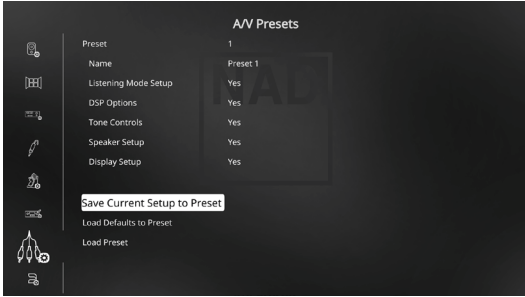 A/V Presets
Preset 1
Name Preset 1
Listening Mode Setup Yes
DSP Options Yes
Tone Controls Yes
Speaker Setup Yes
Display Setup Yes
NAD
Save Current Setup to Preset
Load Defaults to Preset
Load Preset